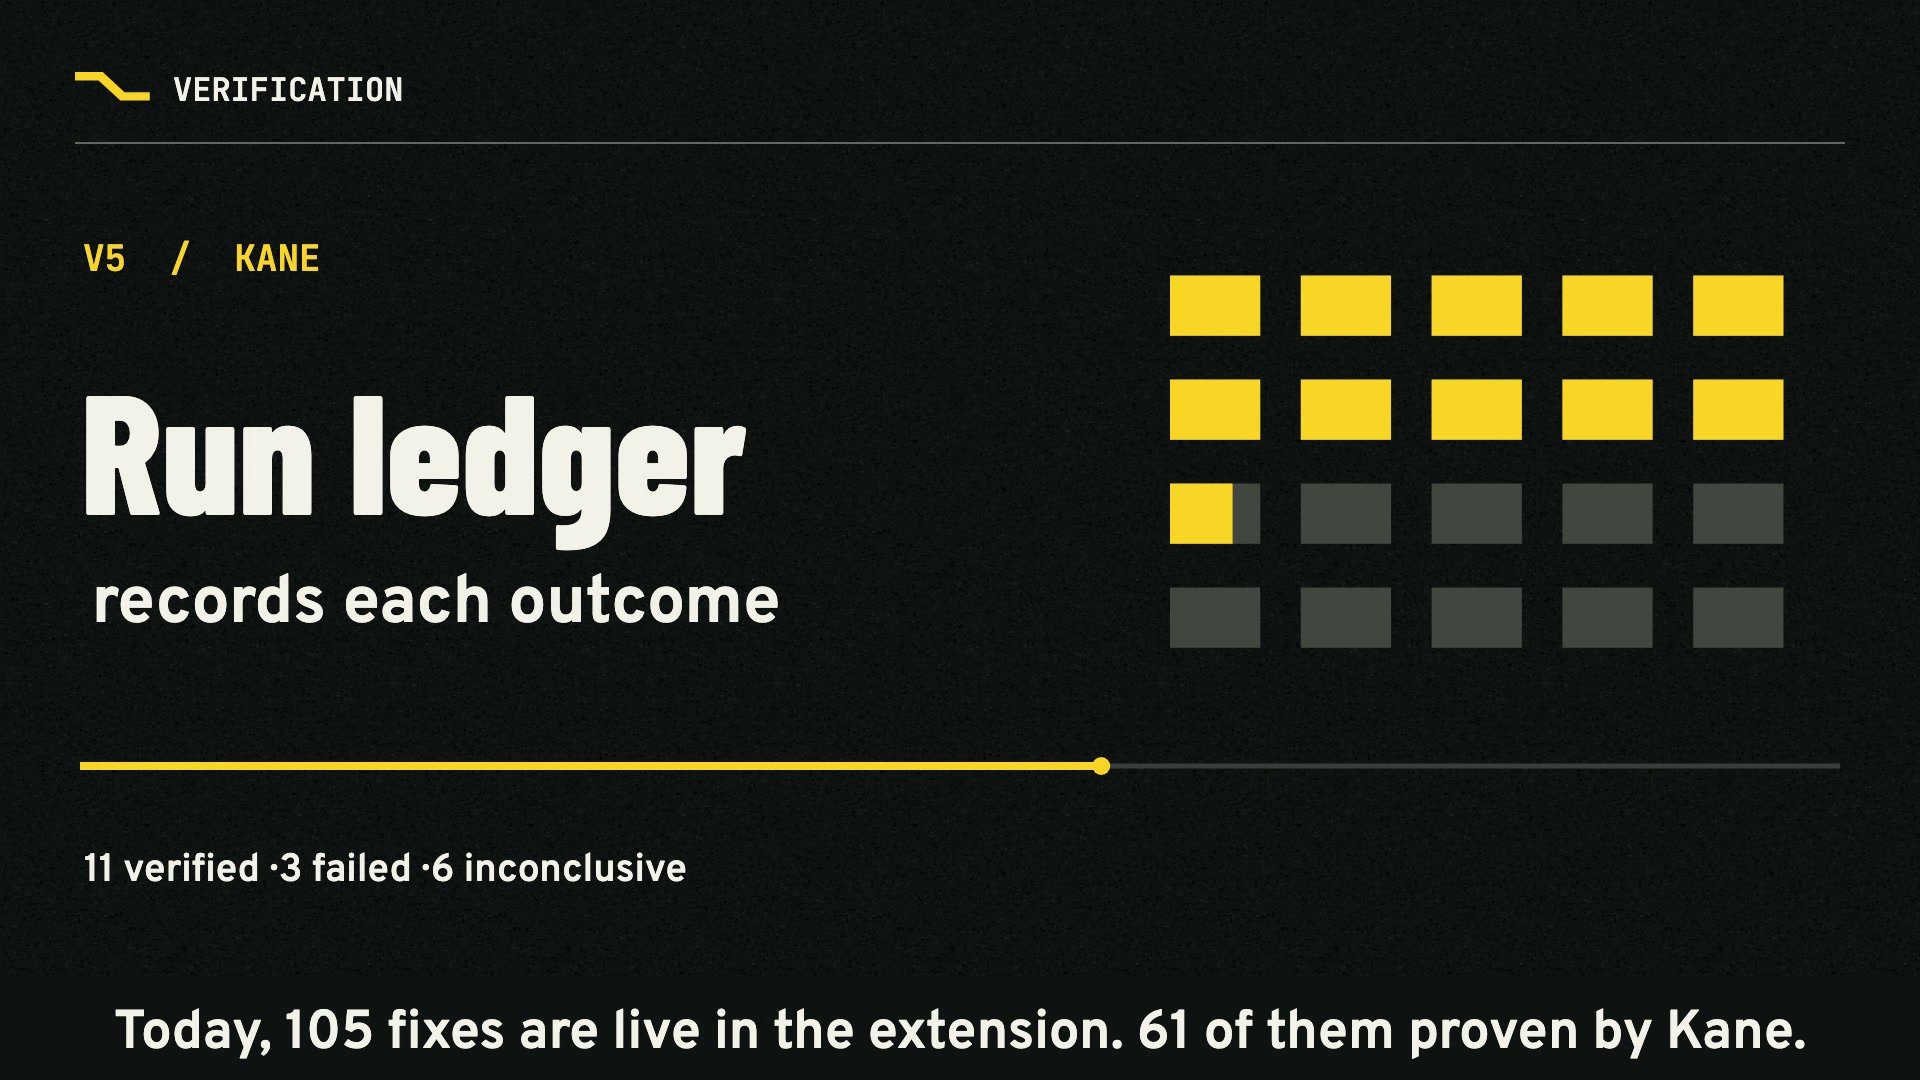 VERIFICATION
V5 / KANE
Run ledger
records each outcome
11 verified ·3 failed ·6 inconclusive
Today, 105 fixes are live in the extension. 61 of them proven by Kane.